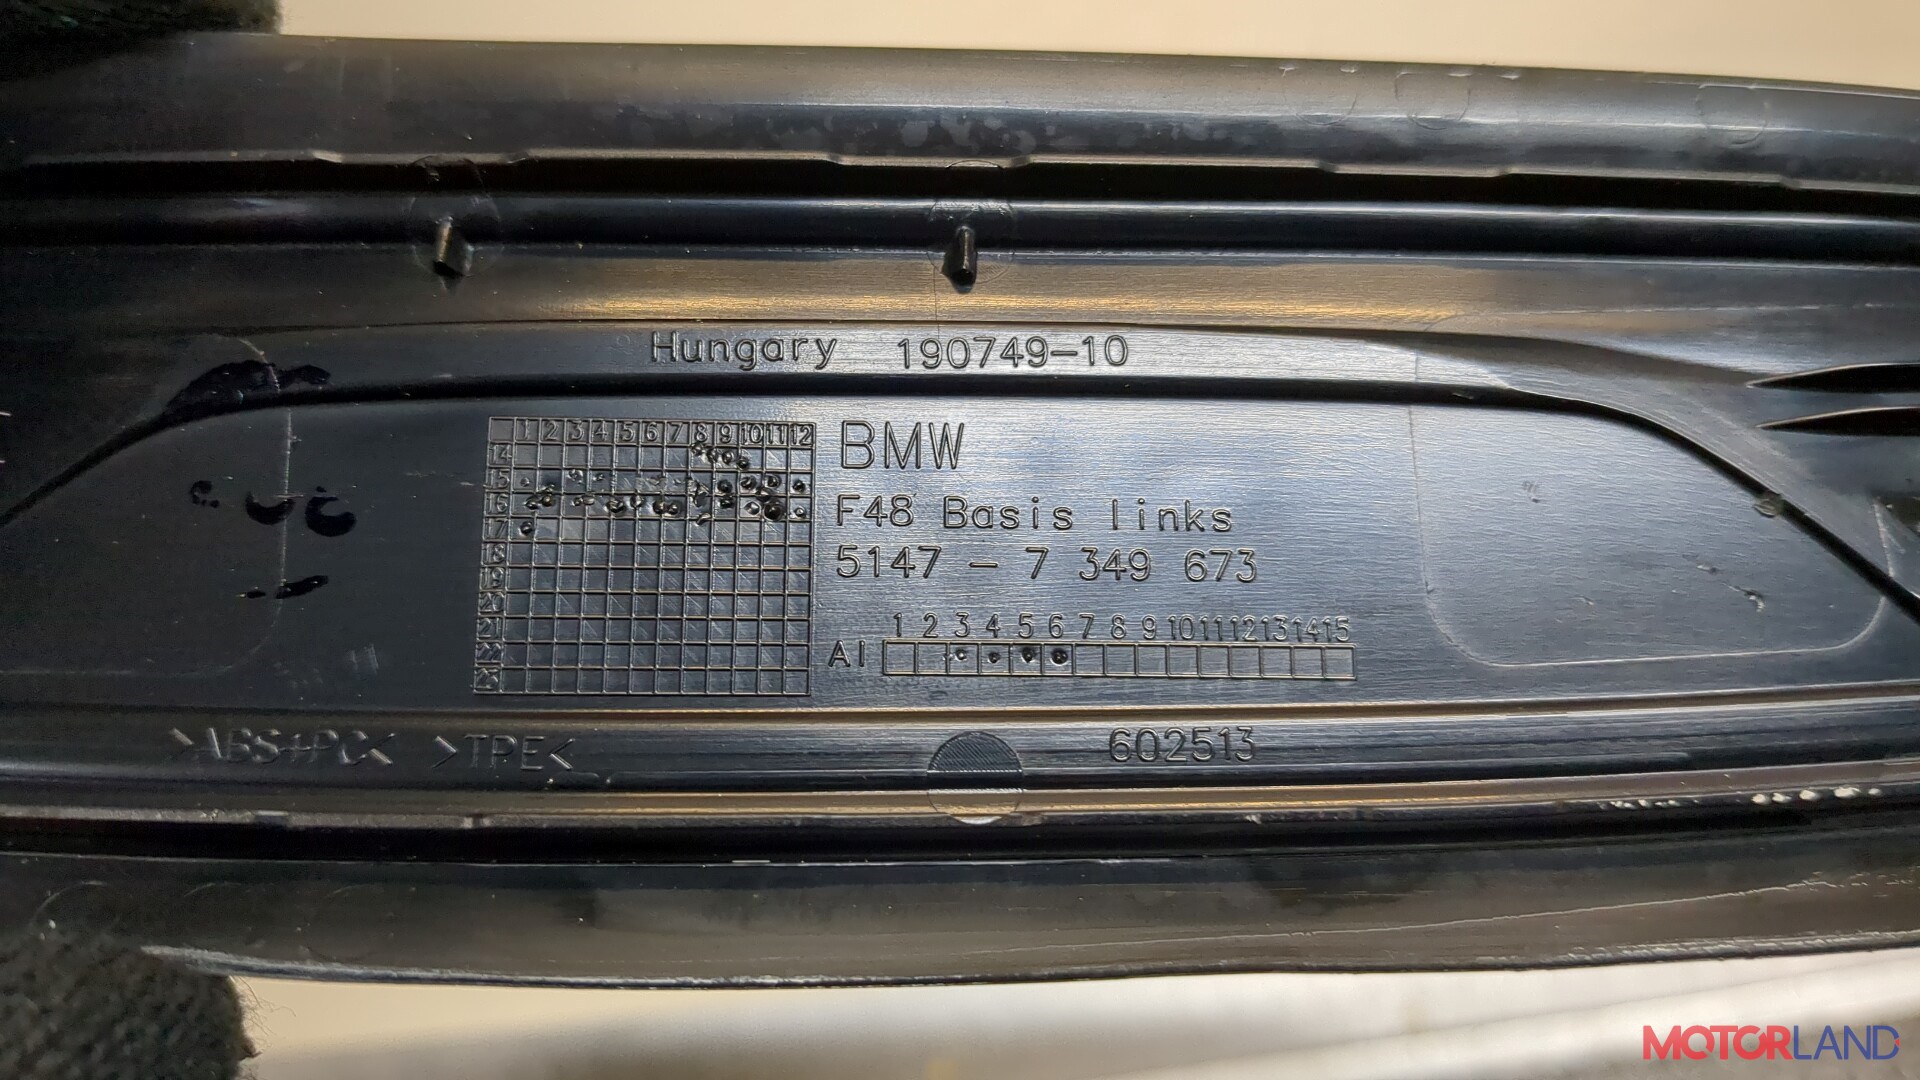 Hungary 190749-10
1 2 3 4 5 6 7 8 9 10 11 12
14
15
16
17
18
19
20
21
22
23
BMW
F48 Basis links
5147 - 7 349 673
1 2 3 4 5 6 7 8 9 10 11 12 13 14 15
AI
>ABS+PC< >TPE<
602513
MOTORLAND